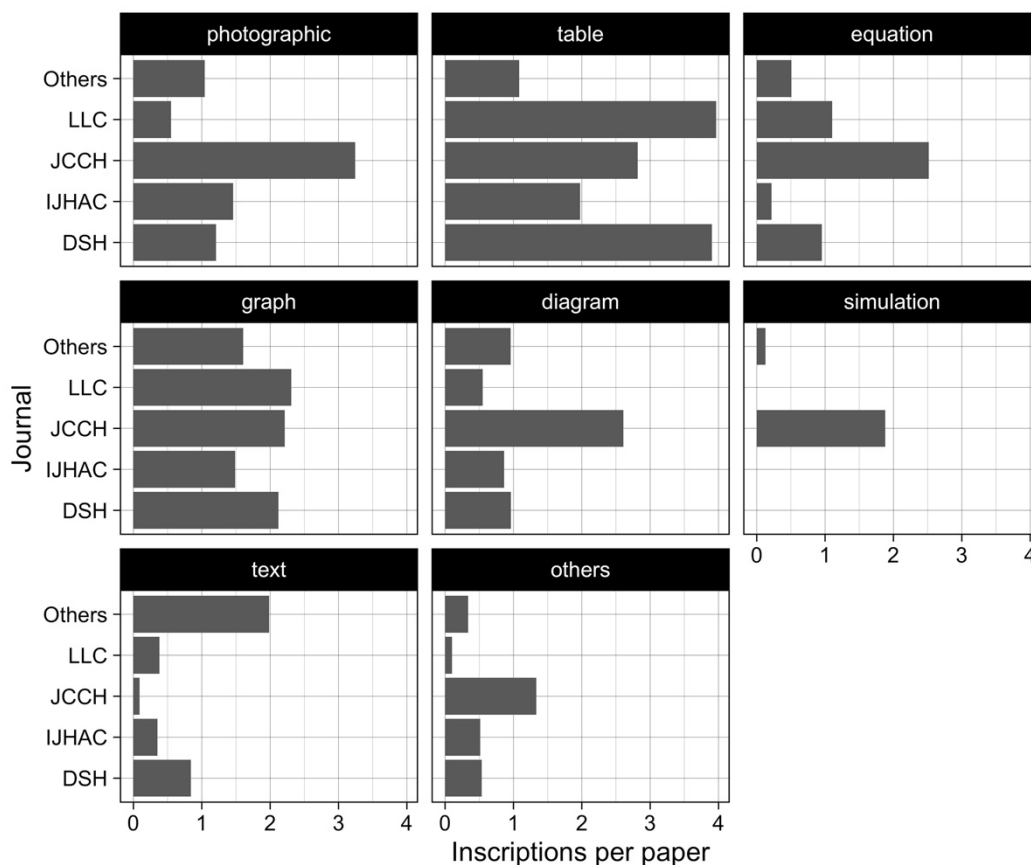 photographic table equation
Others
LLC
JCCH
IJHAC
DSH
graph diagram simulation
Others
LLC
JCCH
IJHAC
DSH
0 1 2 3 4
text others
Others
LLC
JCCH
IJHAC
DSH
0 1 2 3 4 0 1 2 3 4
Journal
Inscriptions per paper